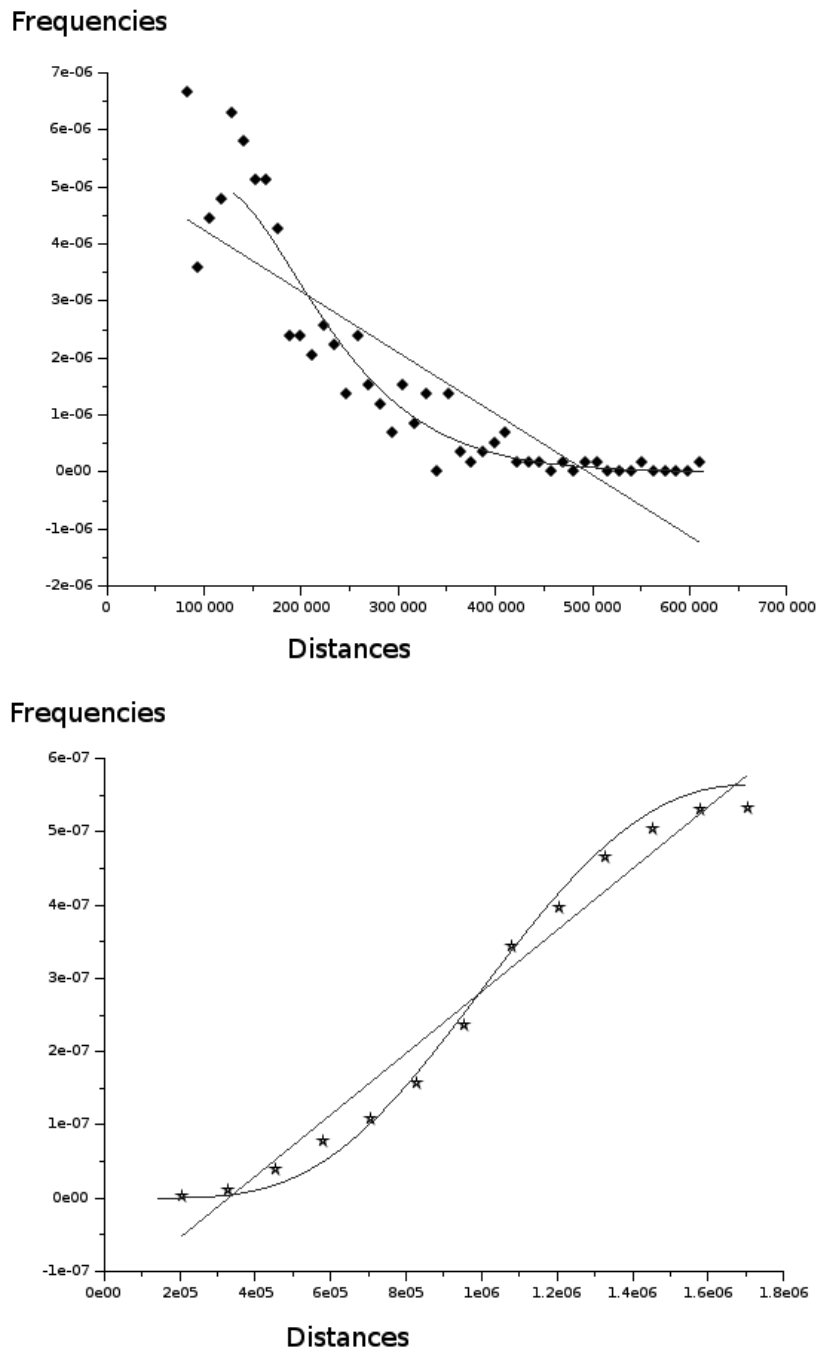 Frequencies
7e-06
6e-06
5e-06
4e-06
3e-06
2e-06
1e-06
0e00
-1e-06
-2e-06
0 100 000 200 000 300 000 400 000 500 000 600 000 700 000
Distances
Frequencies
6e-07
5e-07
4e-07
3e-07
2e-07
1e-07
0e00
-1e-07
0e00 2e05 4e05 6e05 8e05 1e06 1.2e06 1.4e06 1.6e06 1.8e06
Distances